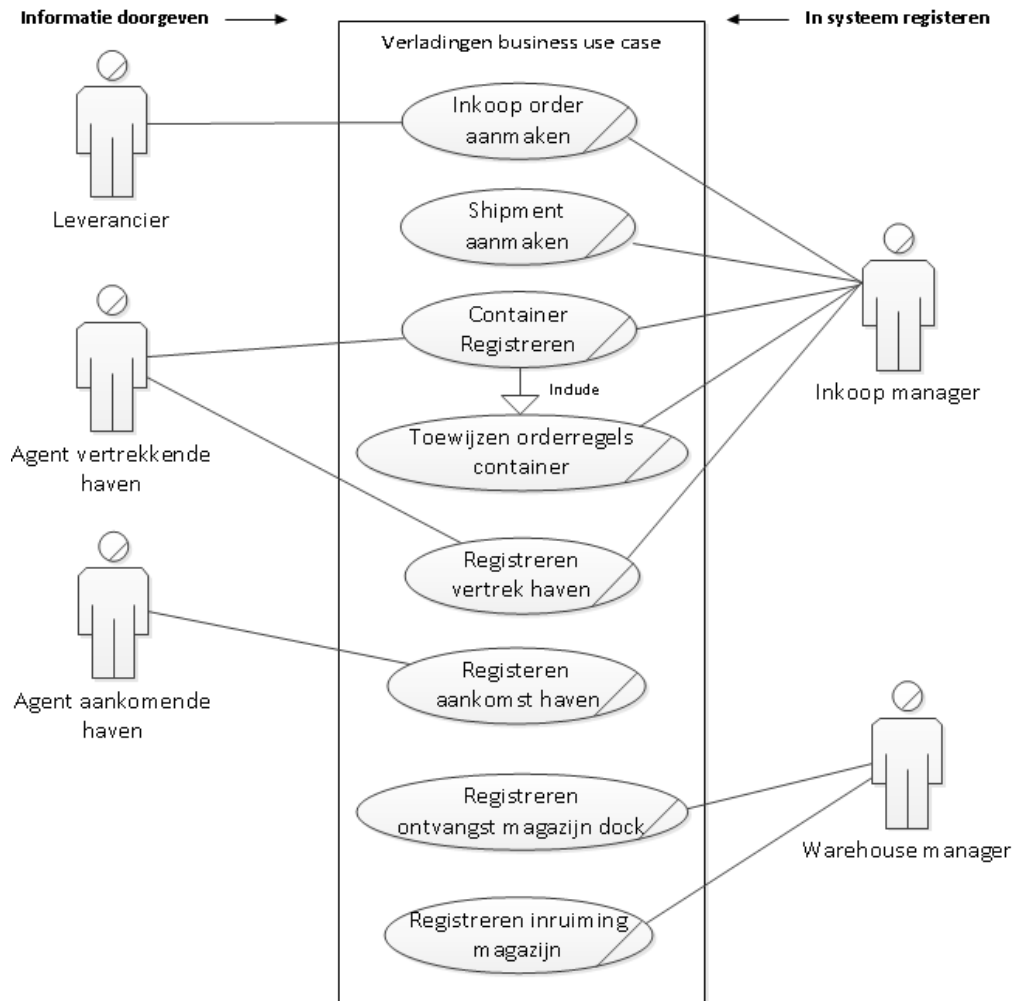 Informatie doorgeven
In systeem registeren
Verladingen business use case
Inkoop order
aanmaken
Leverancier
Shipment
aanmaken
Container
Registreren
Include
Inkoop manager
Toewijzen orderregels
container
Agent vertrekkende
haven
Registreren
vertrek haven
Registeren
aankomst haven
Agent aankomende
haven
Registreren
ontvangst magazijn dock
Warehouse manager
Registreren inruiming
magazijn